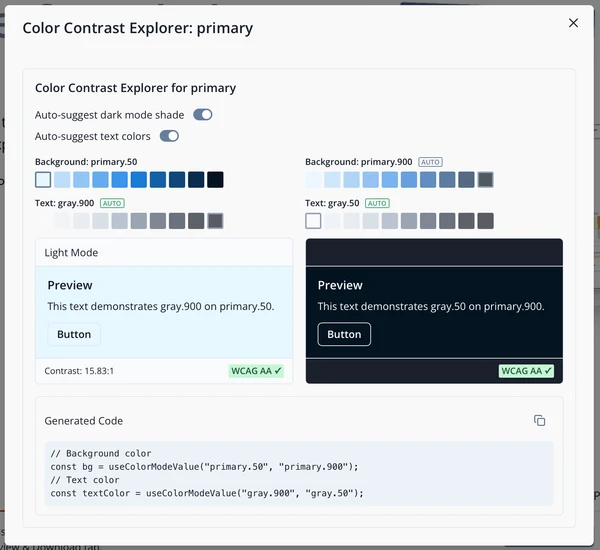 Color Contrast Explorer: primary
Color Contrast Explorer for primary
Auto-suggest dark mode shade
Auto-suggest text colors
Background: primary.50
Background: primary.900 AUTO
Text: gray.900 AUTO
Text: gray.50 AUTO
Light Mode
Preview
This text demonstrates gray.900 on primary.50.
Button
Contrast: 15.83:1
WCAG AA ✓
Preview
This text demonstrates gray.50 on primary.900.
Button
WCAG AA ✓
Generated Code
// Background color
const bg = useColorModeValue("primary.50", "primary.900");
// Text color
const textColor = useColorModeValue("gray.900", "gray.50");
view & Download tab.